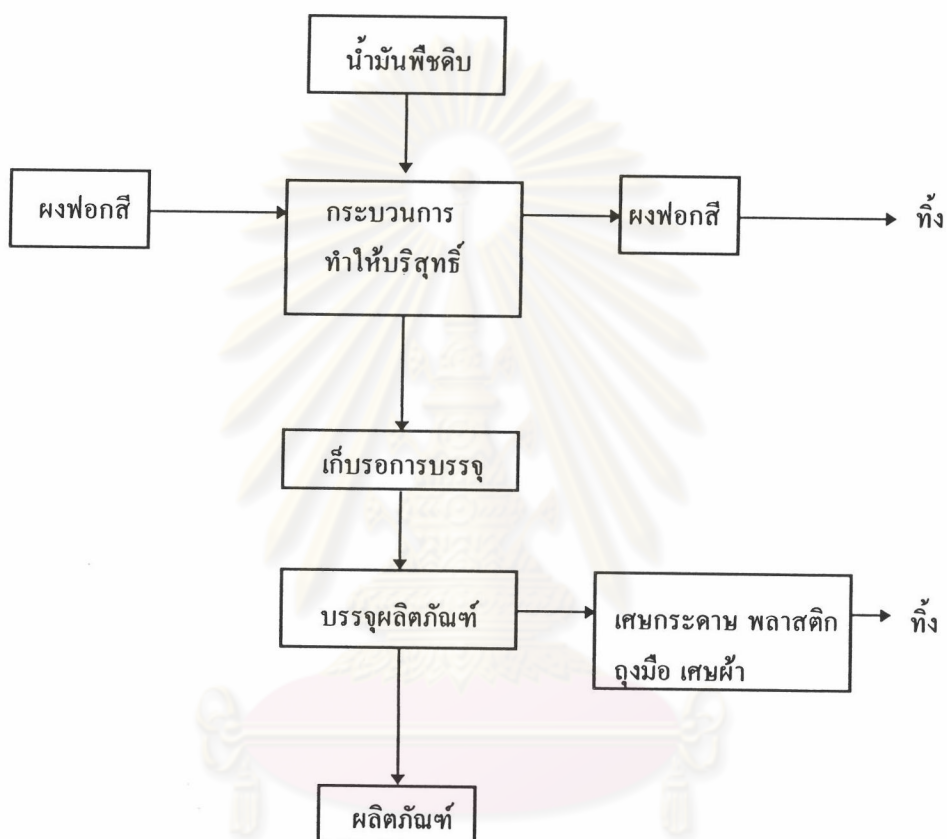 น้ำมันพืชดิบ
ผงฟอกสี
กระบวนการ
ทำให้บริสุทธิ์
ผงฟอกสี
ทิ้ง
เก็บรอการบรรจุ
บรรจุผลิตภัณฑ์
เศษกระดาษ พลาสติก
ถุงมือ เศษผ้า
ทิ้ง
ผลิตภัณฑ์